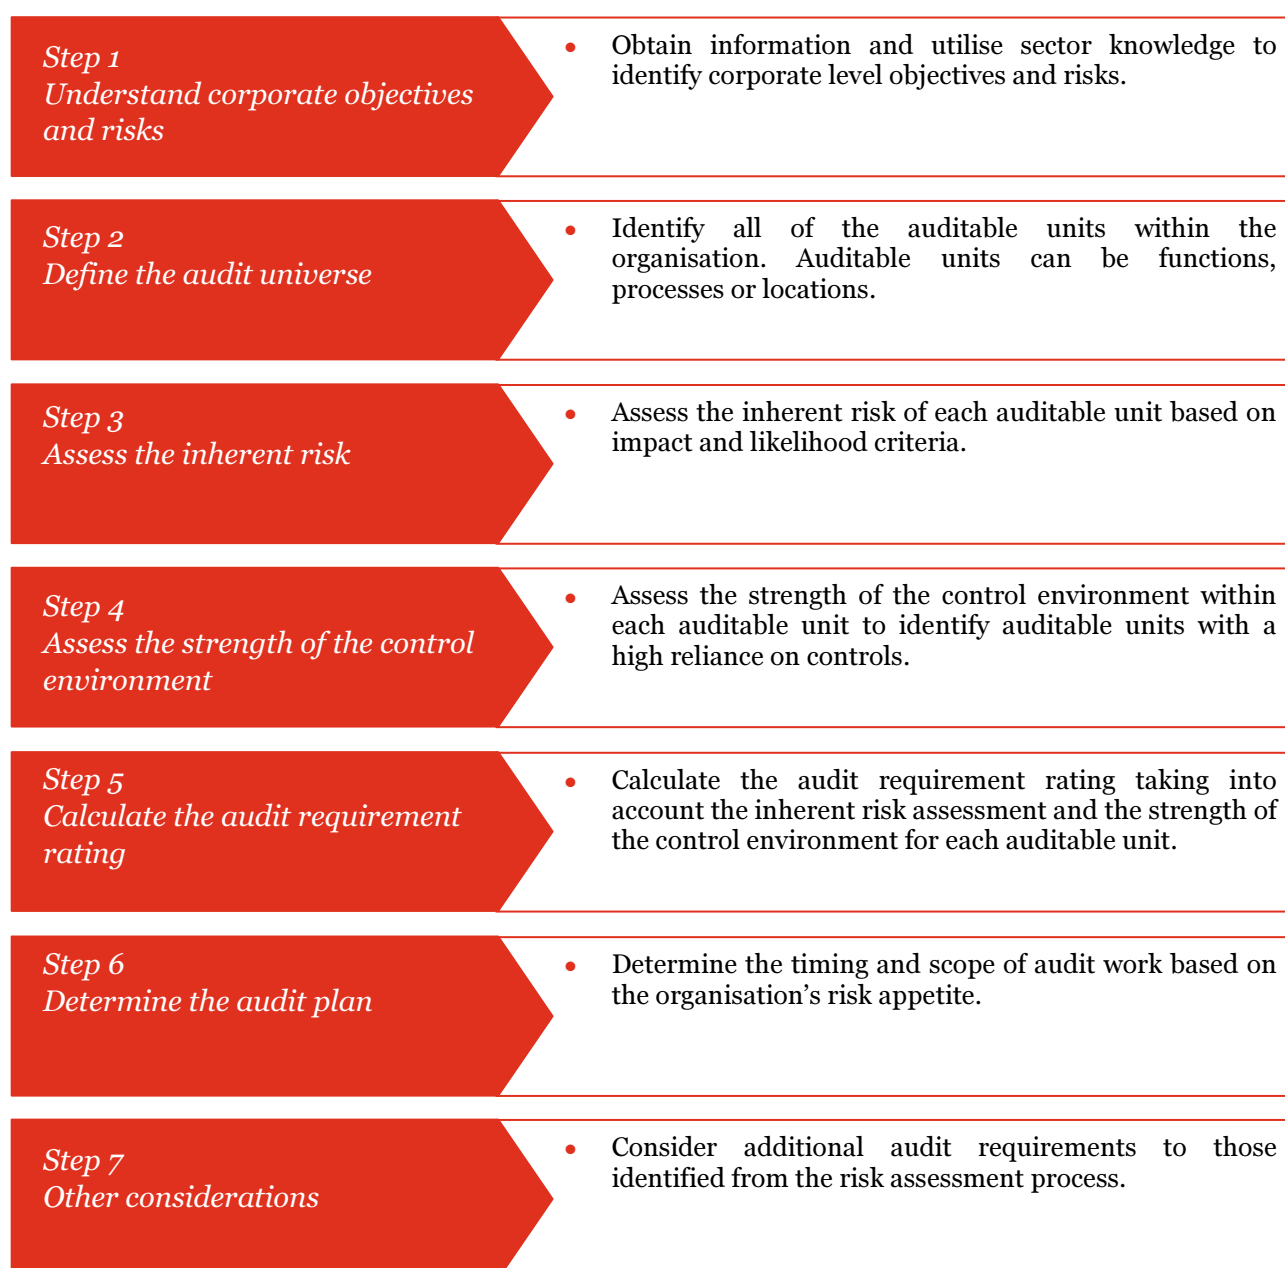 Step 1
Understand corporate objectives
and risks
• Obtain information and utilise sector knowledge to
identify corporate level objectives and risks.
Step 2
Define the audit universe
• Identify all of the auditable units within the
organisation. Auditable units can be functions,
processes or locations.
Step 3
Assess the inherent risk
• Assess the inherent risk of each auditable unit based on
impact and likelihood criteria.
Step 4
Assess the strength of the control
environment
• Assess the strength of the control environment within
each auditable unit to identify auditable units with a
high reliance on controls.
Step 5
Calculate the audit requirement
rating
• Calculate the audit requirement rating taking into
account the inherent risk assessment and the strength of
the control environment for each auditable unit.
Step 6
Determine the audit plan
• Determine the timing and scope of audit work based on
the organisation’s risk appetite.
Step 7
Other considerations
• Consider additional audit requirements to those
identified from the risk assessment process.